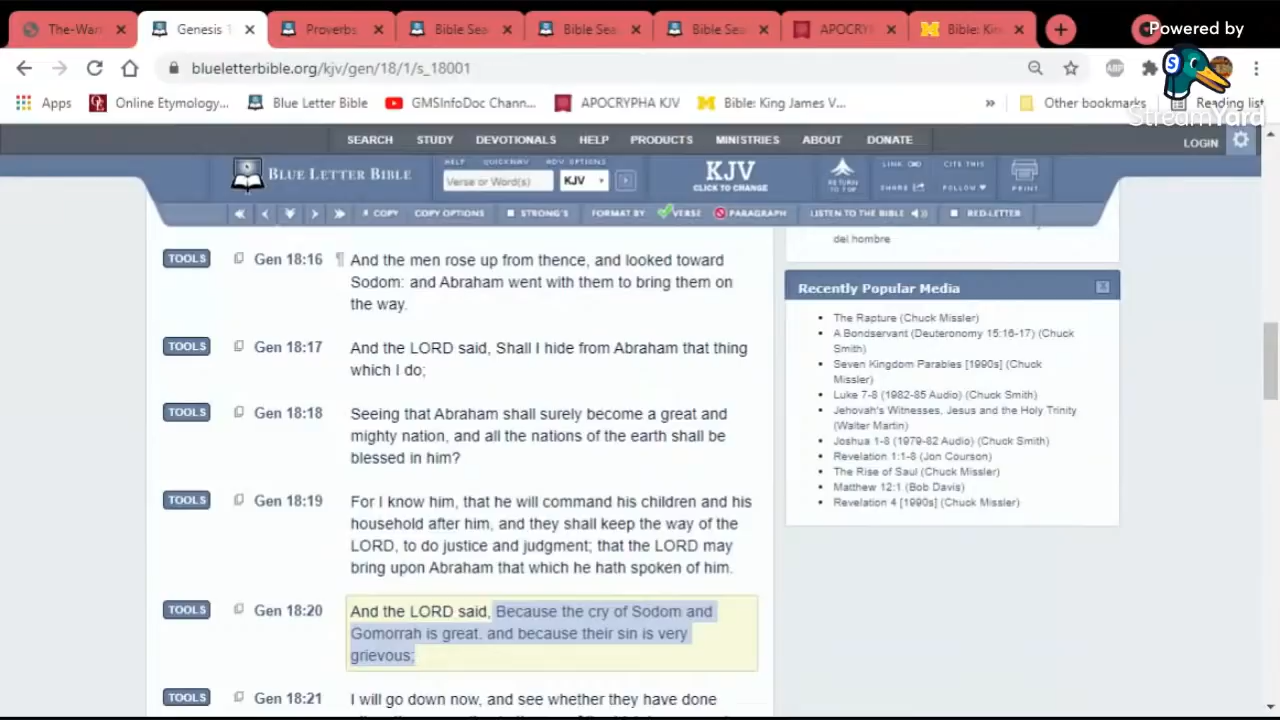 The-War
Genesis 1
Proverbs
Bible Sea
Bible Sea
Bible Sea
APOCRY
Bible: Kin
Powered by
StreamYard
blueletterbible.org/kjv/gen/18/1/s_18001
ABP
Apps
Online Etymology...
Blue Letter Bible
GMSInfoDoc Chann...
APOCRYPHA KJV
Bible: King James V...
»
Other bookmarks
Reading list
SEARCH STUDY DEVOTIONALS HELP PRODUCTS MINISTRIES ABOUT DONATE
LOGIN
BLUE LETTER BIBLE
HELP QUICKNAV ADV OPTIONS
Verse or Word(s)
KJV
KJV
CLICK TO CHANGE
RETURN
TO TOP
LINK
CITE THIS
SHARE
FOLLOW
PRINT
COPY COPY OPTIONS STRONG'S FORMAT BY VERSE PARAGRAPH LISTEN TO THE BIBLE RED LETTER
TOOLS Gen 18:16 ¶ And the men rose up from thence, and looked toward
Sodom: and Abraham went with them to bring them on
the way.
TOOLS Gen 18:17 And the LORD said, Shall I hide from Abraham that thing
which I do;
TOOLS Gen 18:18 Seeing that Abraham shall surely become a great and
mighty nation, and all the nations of the earth shall be
blessed in him?
TOOLS Gen 18:19 For I know him, that he will command his children and his
household after him, and they shall keep the way of the
LORD, to do justice and judgment; that the LORD may
bring upon Abraham that which he hath spoken of him.
TOOLS Gen 18:20 And the LORD said, Because the cry of Sodom and
Gomorrah is great, and because their sin is very
grievous;
TOOLS Gen 18:21 I will go down now, and see whether they have done
del hombre
Recently Popular Media
The Rapture (Chuck Missler)
A Bondservant (Deuteronomy 15:16-17) (Chuck
Smith)
Seven Kingdom Parables [1990s] (Chuck
Missler)
Luke 7-8 (1982-85 Audio) (Chuck Smith)
Jehovah's Witnesses, Jesus and the Holy Trinity
(Walter Martin)
Joshua 1-8 (1979-82 Audio) (Chuck Smith)
Revelation 1:1-8 (Jon Courson)
The Rise of Saul (Chuck Missler)
Matthew 12:1 (Bob Davis)
Revelation 4 [1990s] (Chuck Missler)